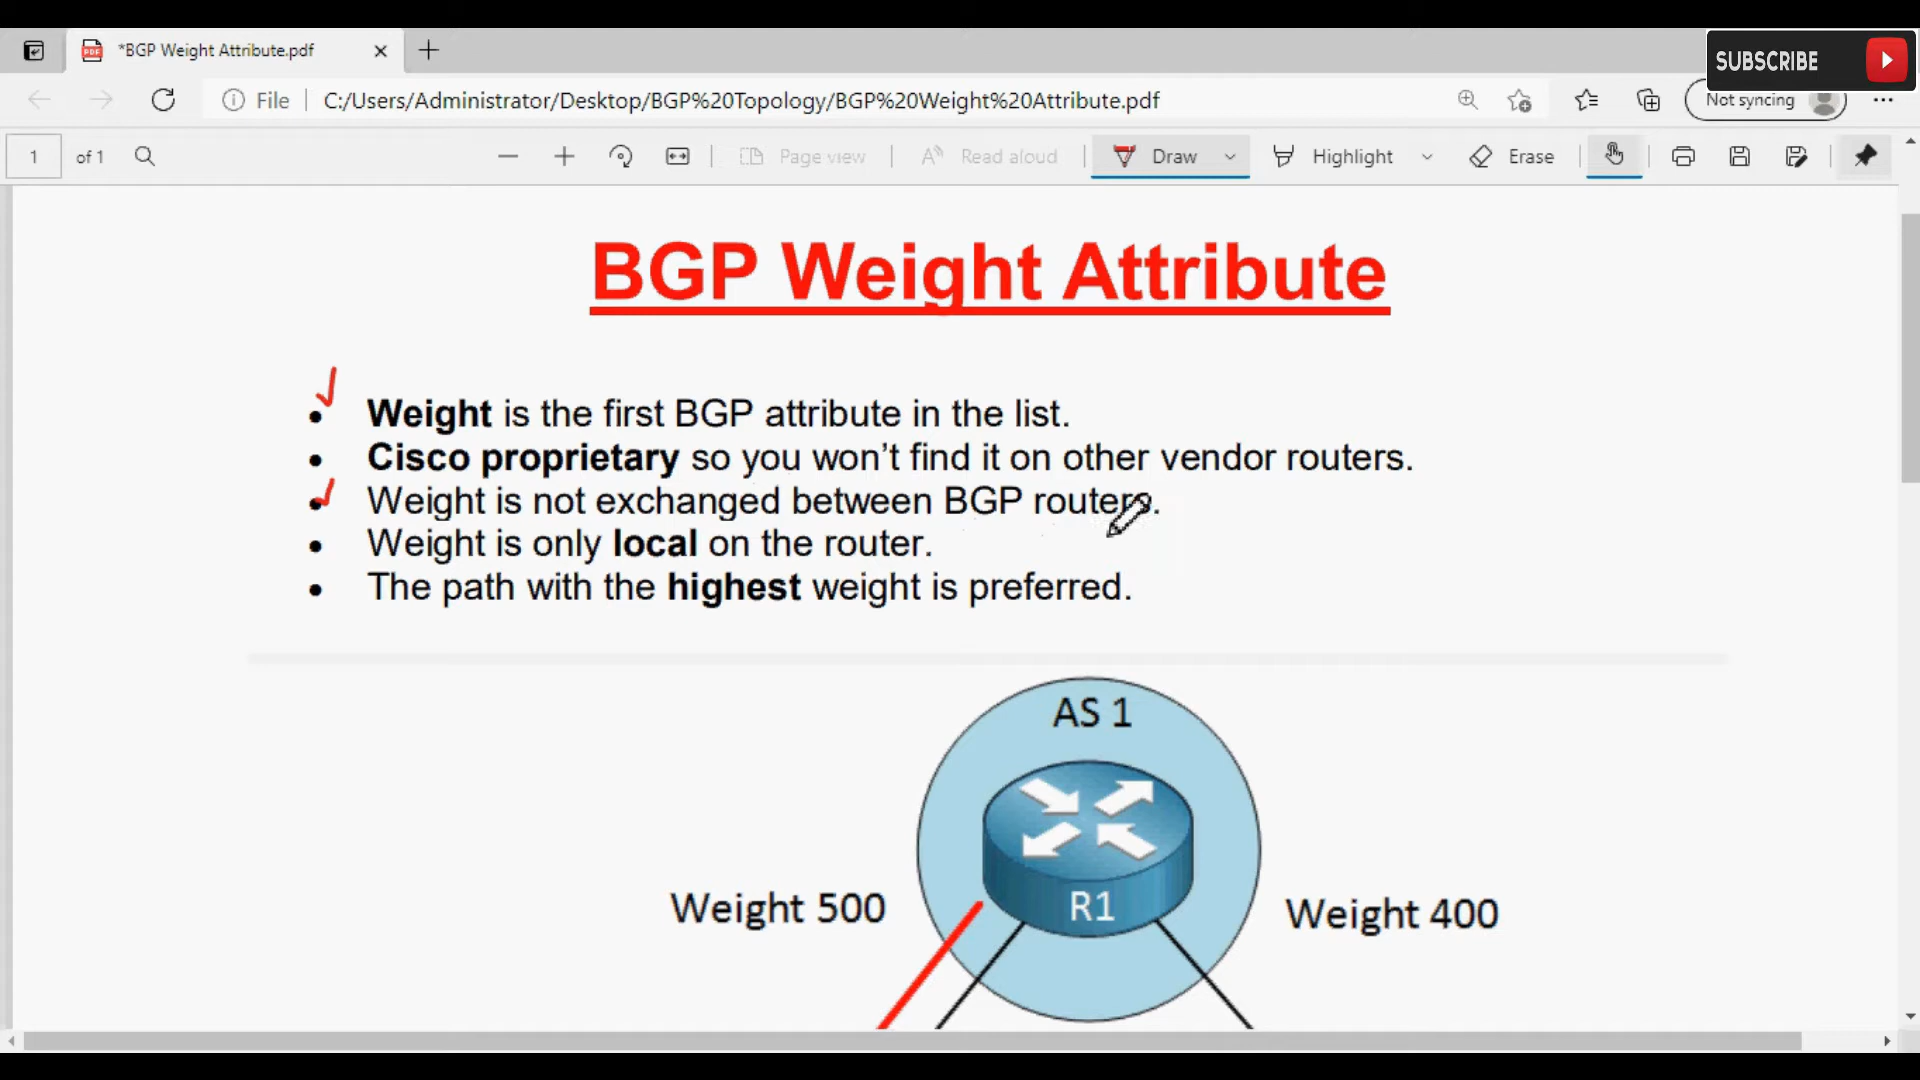 *BGP Weight Attribute.pdf
SUBSCRIBE
File
C:/Users/Administrator/Desktop/BGP%20Topology/BGP%20Weight%20Attribute.pdf
Not syncing
1 of 1
Page view
Read aloud
Draw
Highlight
Erase
BGP Weight Attribute
• Weight is the first BGP attribute in the list.
• Cisco proprietary so you won’t find it on other vendor routers.
• Weight is not exchanged between BGP routers.
• Weight is only local on the router.
• The path with the highest weight is preferred.
AS 1
R1
Weight 500
Weight 400